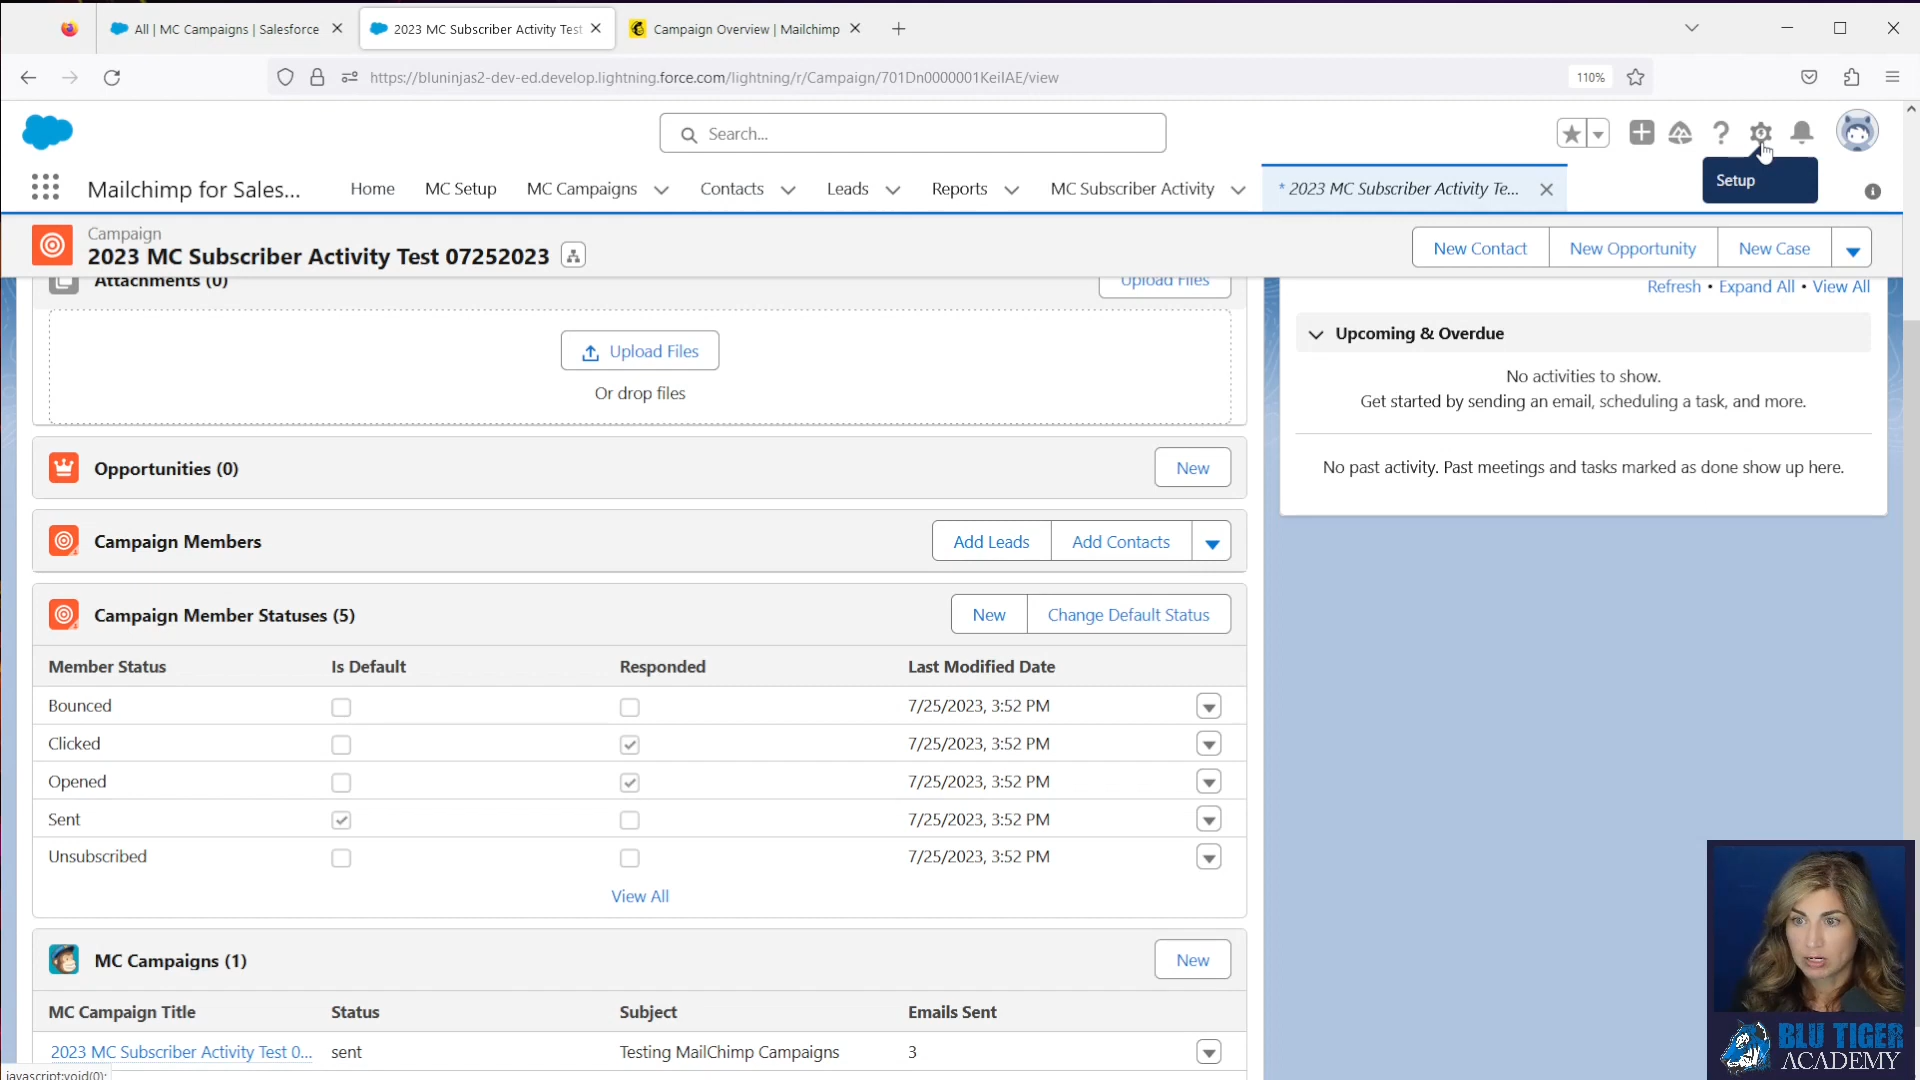 All | MC Campaigns | Salesforce
2023 MC Subscriber Activity Test
Campaign Overview | Mailchimp
https://bluninjas2-dev-ed.develop.lightning.force.com/lightning/r/Campaign/701Dn0000001KeiIAE/view
110%
Search...
Setup
Mailchimp for Sales...
Home
MC Setup
MC Campaigns
Contacts
Leads
Reports
MC Subscriber Activity
* 2023 MC Subscriber Activity Te...
Campaign
2023 MC Subscriber Activity Test 07252023
New Contact
New Opportunity
New Case
Attachments (0)
Upload Files
Refresh • Expand All • View All
Upload Files
Or drop files
Upcoming & Overdue
No activities to show.
Get started by sending an email, scheduling a task, and more.
No past activity. Past meetings and tasks marked as done show up here.
Opportunities (0)
New
Campaign Members
Add Leads
Add Contacts
Campaign Member Statuses (5)
New
Change Default Status
Member Status Is Default Responded Last Modified Date
Bounced 7/25/2023, 3:52 PM
Clicked 7/25/2023, 3:52 PM
Opened 7/25/2023, 3:52 PM
Sent 7/25/2023, 3:52 PM
Unsubscribed 7/25/2023, 3:52 PM
View All
MC Campaigns (1)
New
MC Campaign Title Status Subject Emails Sent
2023 MC Subscriber Activity Test 0... sent Testing MailChimp Campaigns 3
javascript:void(0);
BLU TIGER
ACADEMY